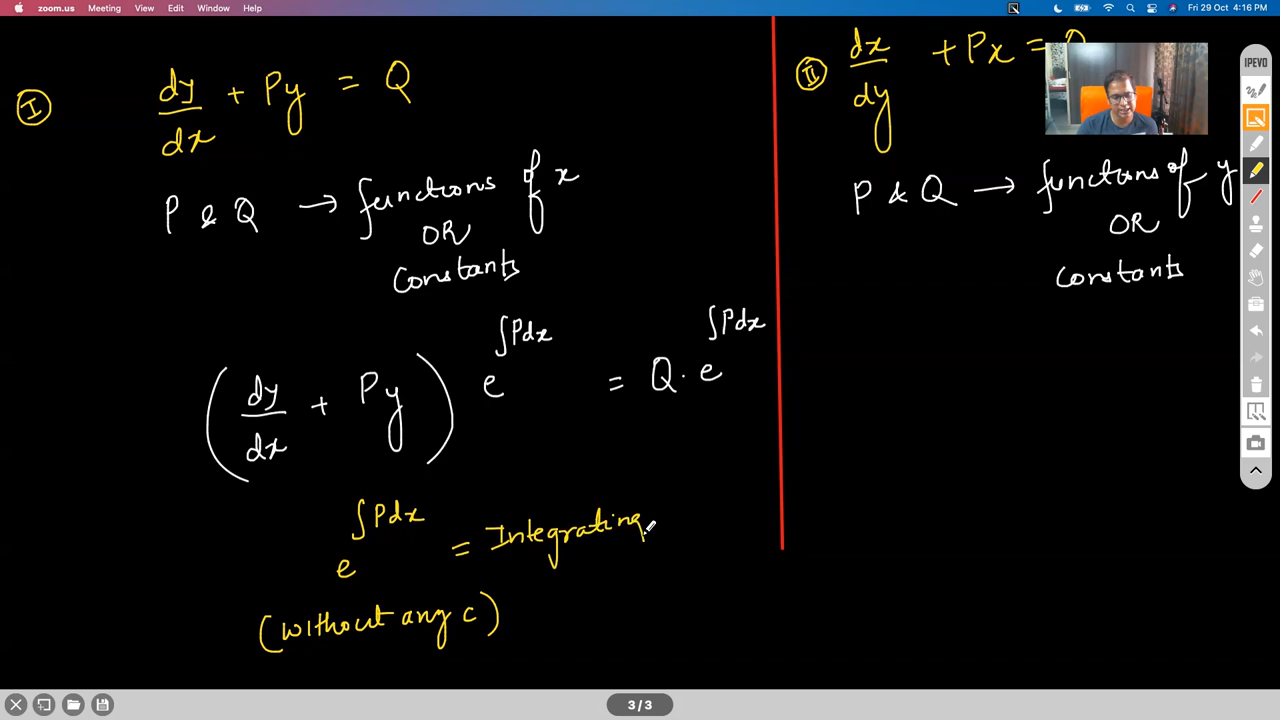 zoom.us Meeting View Edit Window Help Fri 29 Oct 4:16 PM
IPEVO
Ⓘ dy/dx + Py = Q
P & Q → functions of x
OR
Constants
(dy/dx + Py) e^∫Pdx = Q · e^∫Pdx
e^∫Pdx = Integrating
(without any c)
Ⅱ dx/dy + Px = Q
P & Q → functions of y
OR
constants
3/3